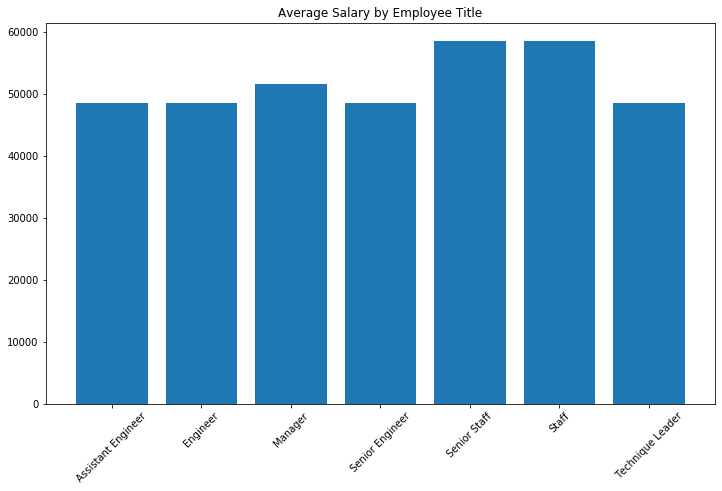 Average Salary by Employee Title
60000
50000
40000
30000
20000
10000
0
Assistant Engineer
Engineer
Manager
Senior Engineer
Senior Staff
Staff
Technique Leader